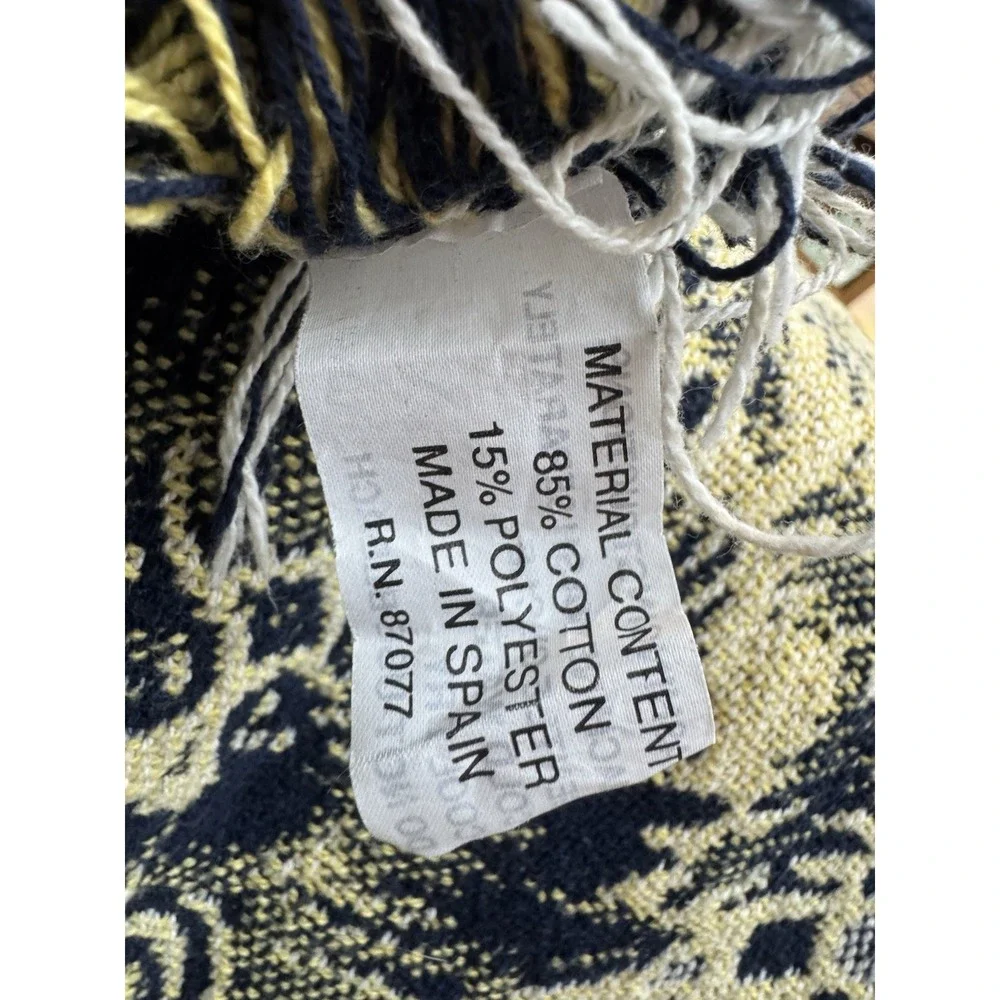 MATERIAL CONTENT
85% COTTON
15% POLYESTER
MADE IN SPAIN
R.N. 87077